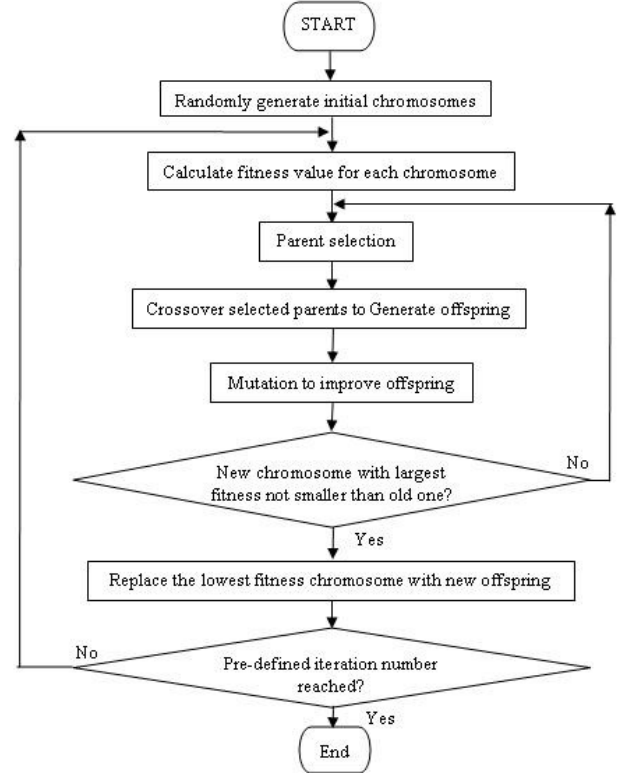 START
Randomly generate initial chromosomes
Calculate fitness value for each chromosome
Parent selection
Crossover selected parents to Generate offspring
Mutation to improve offspring
New chromosome with largest
fitness not smaller than old one?
No
Yes
Replace the lowest fitness chromosome with new offspring
No
Pre-defined iteration number
reached?
Yes
End